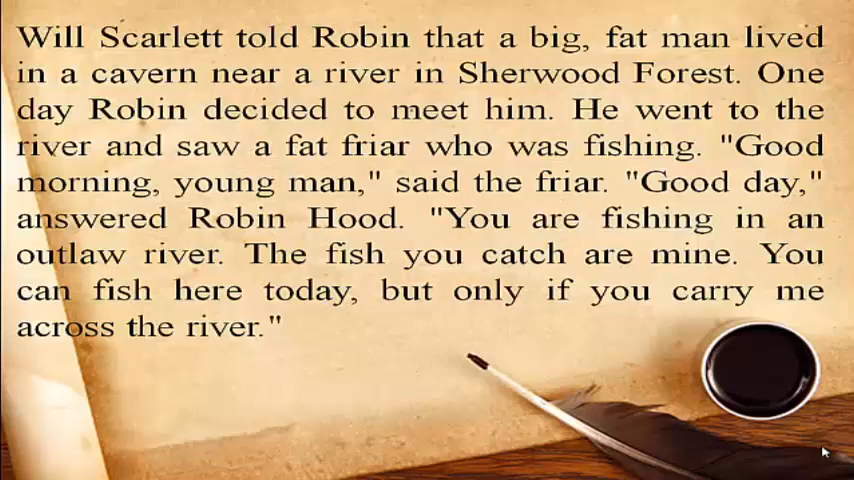 Will Scarlett told Robin that a big, fat man lived
in a cavern near a river in Sherwood Forest. One
day Robin decided to meet him. He went to the
river and saw a fat friar who was fishing. "Good
morning, young man," said the friar. "Good day,"
answered Robin Hood. "You are fishing in an
outlaw river. The fish you catch are mine. You
can fish here today, but only if you carry me
across the river."